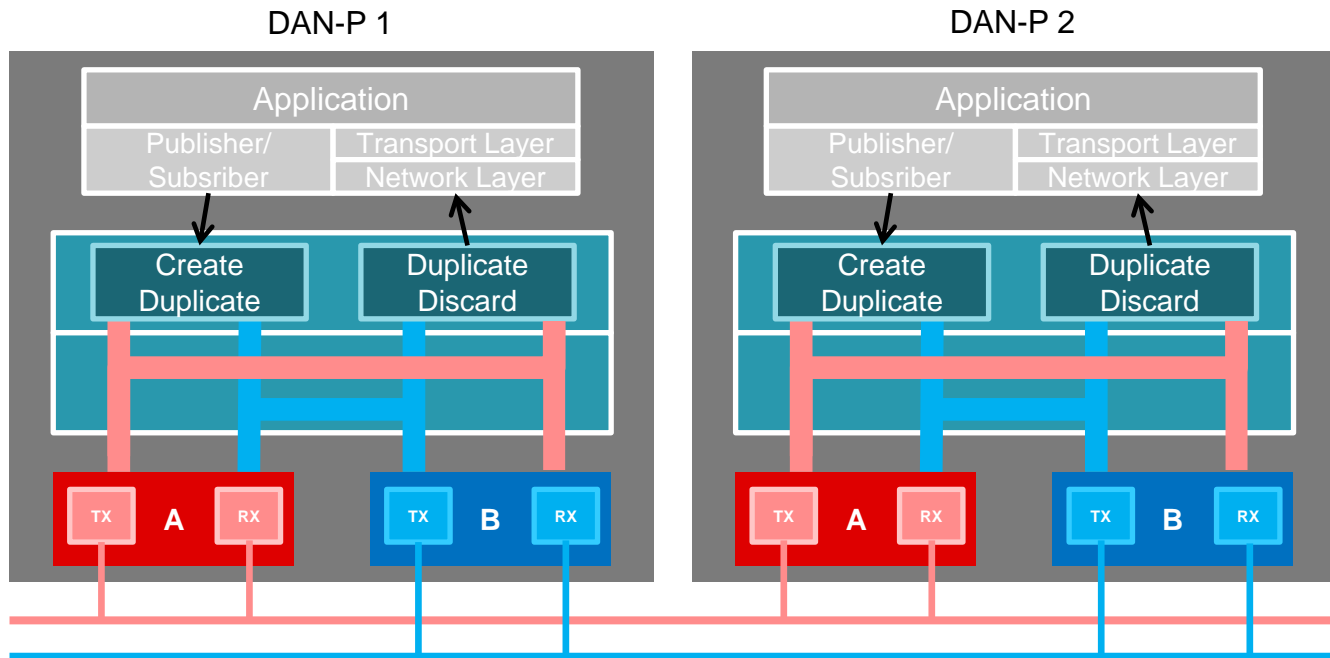 DAN-P 1
Application
Publisher/
Subsriber
Transport Layer
Network Layer
Create
Duplicate
Duplicate
Discard
TX
A
RX
TX
B
RX
DAN-P 2
Application
Publisher/
Subsriber
Transport Layer
Network Layer
Create
Duplicate
Duplicate
Discard
TX
A
RX
TX
B
RX